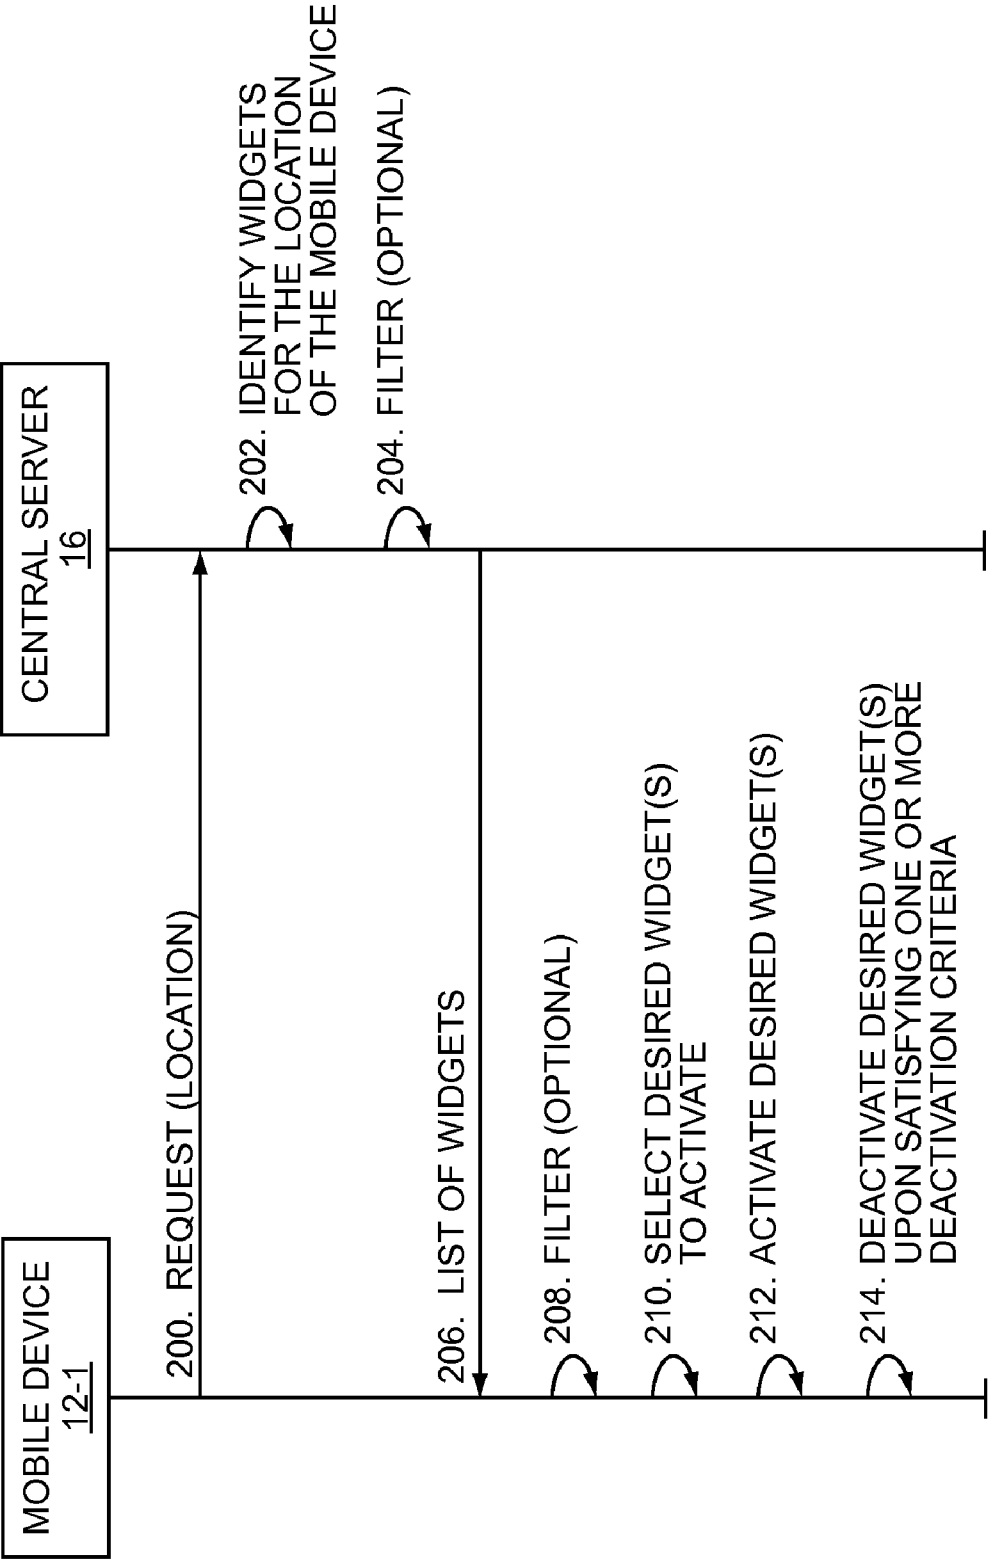 MOBILE DEVICE
12-1
CENTRAL SERVER
16
200. REQUEST (LOCATION)
202. IDENTIFY WIDGETS
FOR THE LOCATION
OF THE MOBILE DEVICE
204. FILTER (OPTIONAL)
206. LIST OF WIDGETS
208. FILTER (OPTIONAL)
210. SELECT DESIRED WIDGET(S)
TO ACTIVATE
212. ACTIVATE DESIRED WIDGET(S)
214. DEACTIVATE DESIRED WIDGET(S)
UPON SATISFYING ONE OR MORE
DEACTIVATION CRITERIA